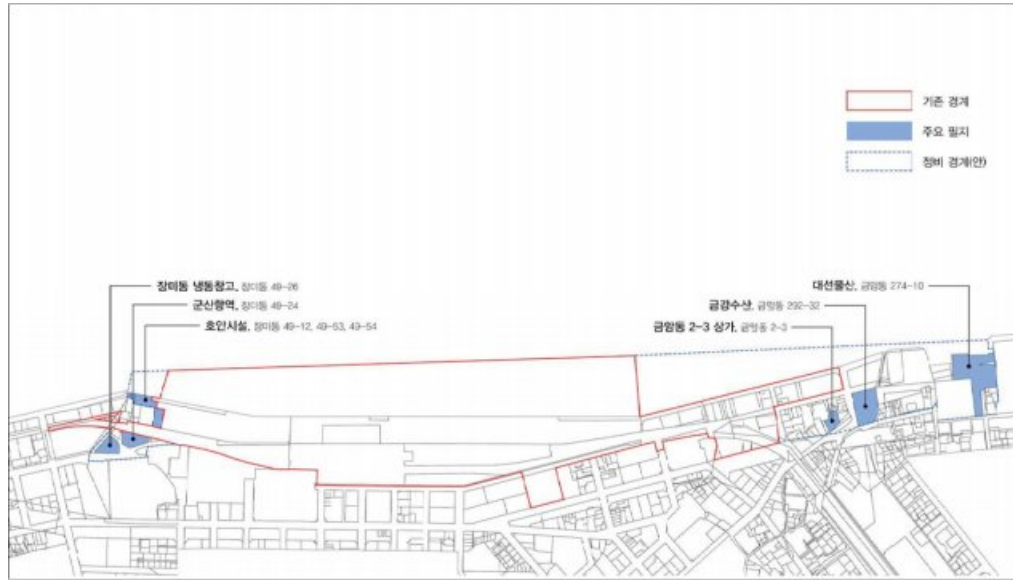 기존 경계
주요 필지
정비 경계(안)
장미동 냉동창고, 장미동 49-26
군산항역, 장미동 49-24
호안시설, 장미동 49-12, 49-53, 49-54
대선물산, 금암동 274-10
금강수산, 금암동 292-32
금암동 2-3 상가, 금암동 2-3